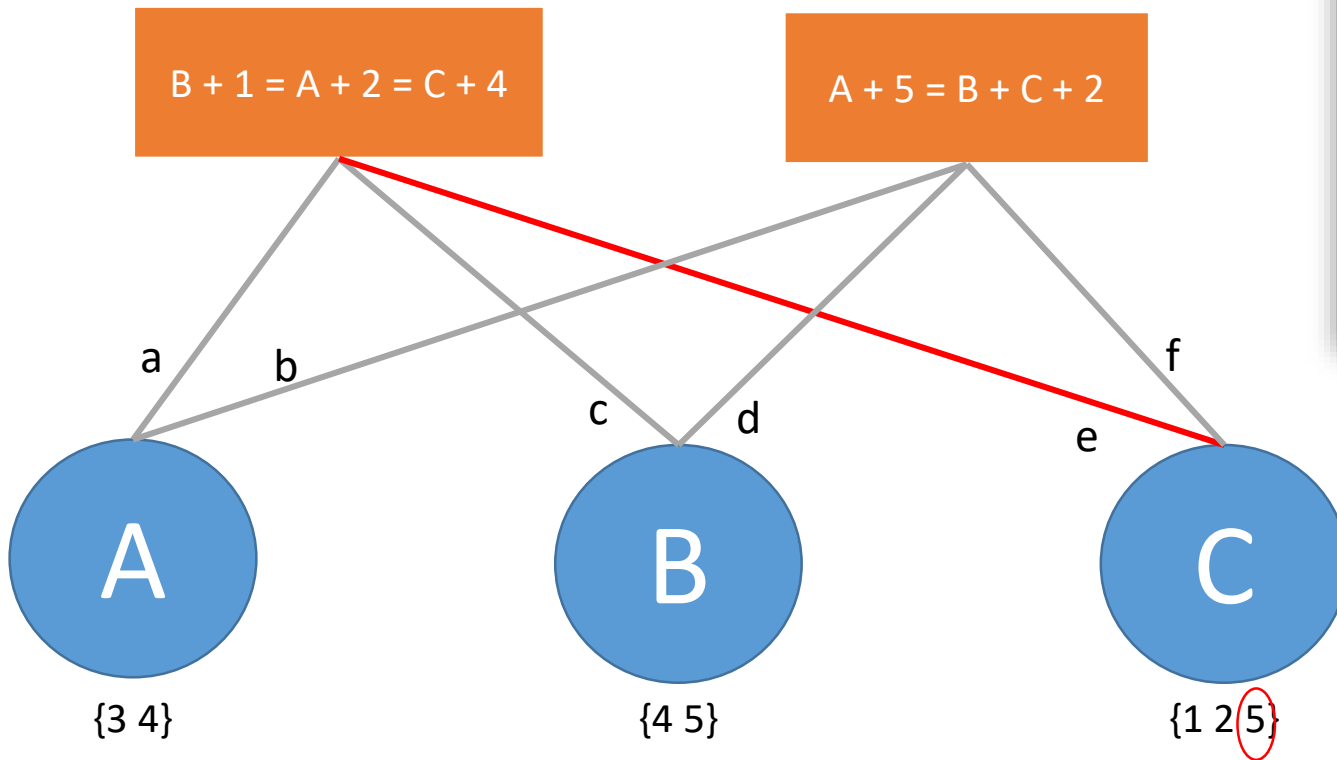 B + 1 = A + 2 = C + 4
A + 5 = B + C + 2
a
b
c
d
e
f
A
B
C
{3 4}
{4 5}
{1 2 5}